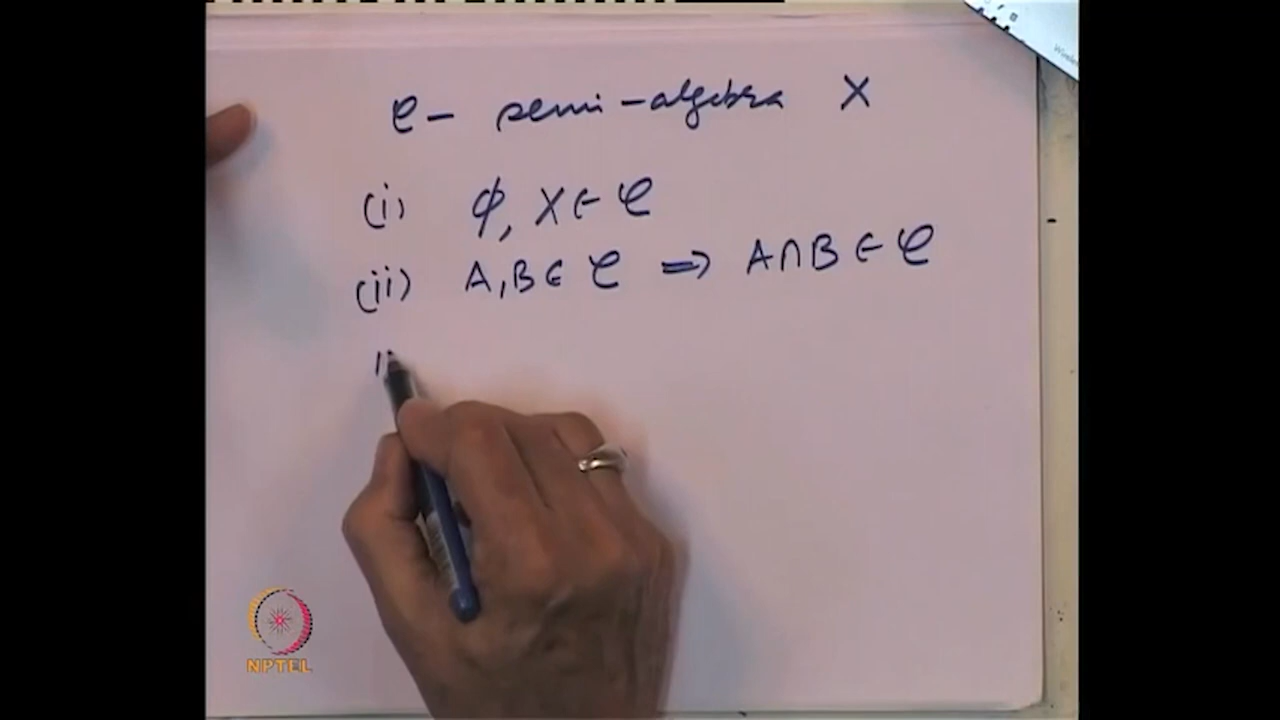 𝒞 – semi-algebra X
(i) ϕ, X ∈ 𝒞
(ii) A, B ∈ 𝒞 ⇒ A ∩ B ∈ 𝒞
NPTEL